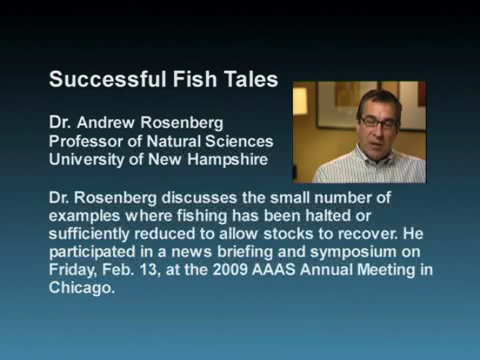 Successful Fish Tales
Dr. Andrew Rosenberg
Professor of Natural Sciences
University of New Hampshire
Dr. Rosenberg discusses the small number of
examples where fishing has been halted or
sufficiently reduced to allow stocks to recover. He
participated in a news briefing and symposium on
Friday, Feb. 13, at the 2009 AAAS Annual Meeting in
Chicago.